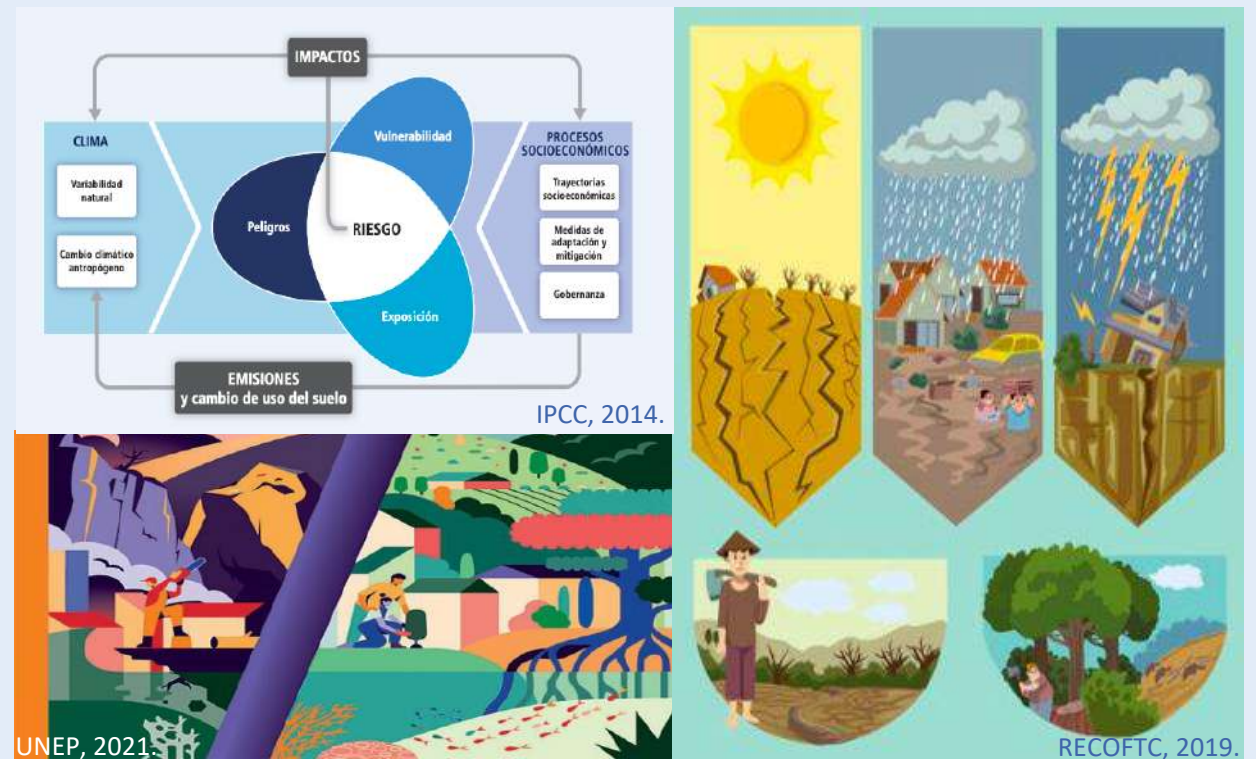 IMPACTOS
CLIMA
Variabilidad
natural
Cambio climático
antropógeno
Vulnerabilidad
Peligros
RIESGO
Exposición
PROCESOS
SOCIOECONÓMICOS
Trayectorias
socioeconómicas
Medidas de
adaptación y
mitigación
Gobernanza
EMISIONES
y cambio de uso del suelo
IPCC, 2014.
UNEP, 2021.
RECOFTC, 2019.